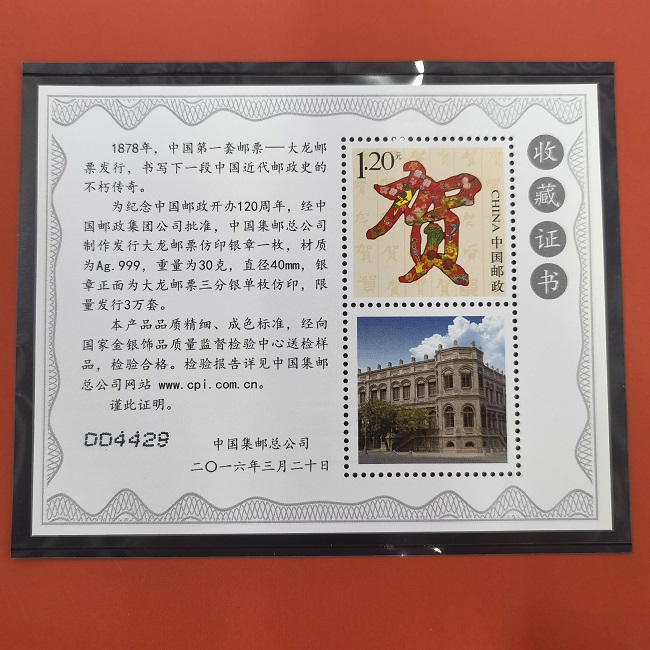 1878年，中国第一套邮票——大龙邮
票发行，书写下一段中国近代邮政史的
不朽传奇。
为纪念中国邮政开办120周年，经中
国邮政集团公司批准，中国集邮总公司
制作发行大龙邮票仿印银章一枚，材质
为Ag.999，重量为30克，直径40mm，银
章正面为大龙邮票三分银单枚仿印，限
量发行3万套。
本产品品质精细、成色标准，经向
国家金银饰品质量监督检验中心送检样
品，检验合格。检验报告详见中国集邮
总公司网站 www.cpi.com.cn。
谨此证明。
004429
中国集邮总公司
二〇一六年三月二十日
1.20元
賀
CHINA 中国邮政
收藏证书